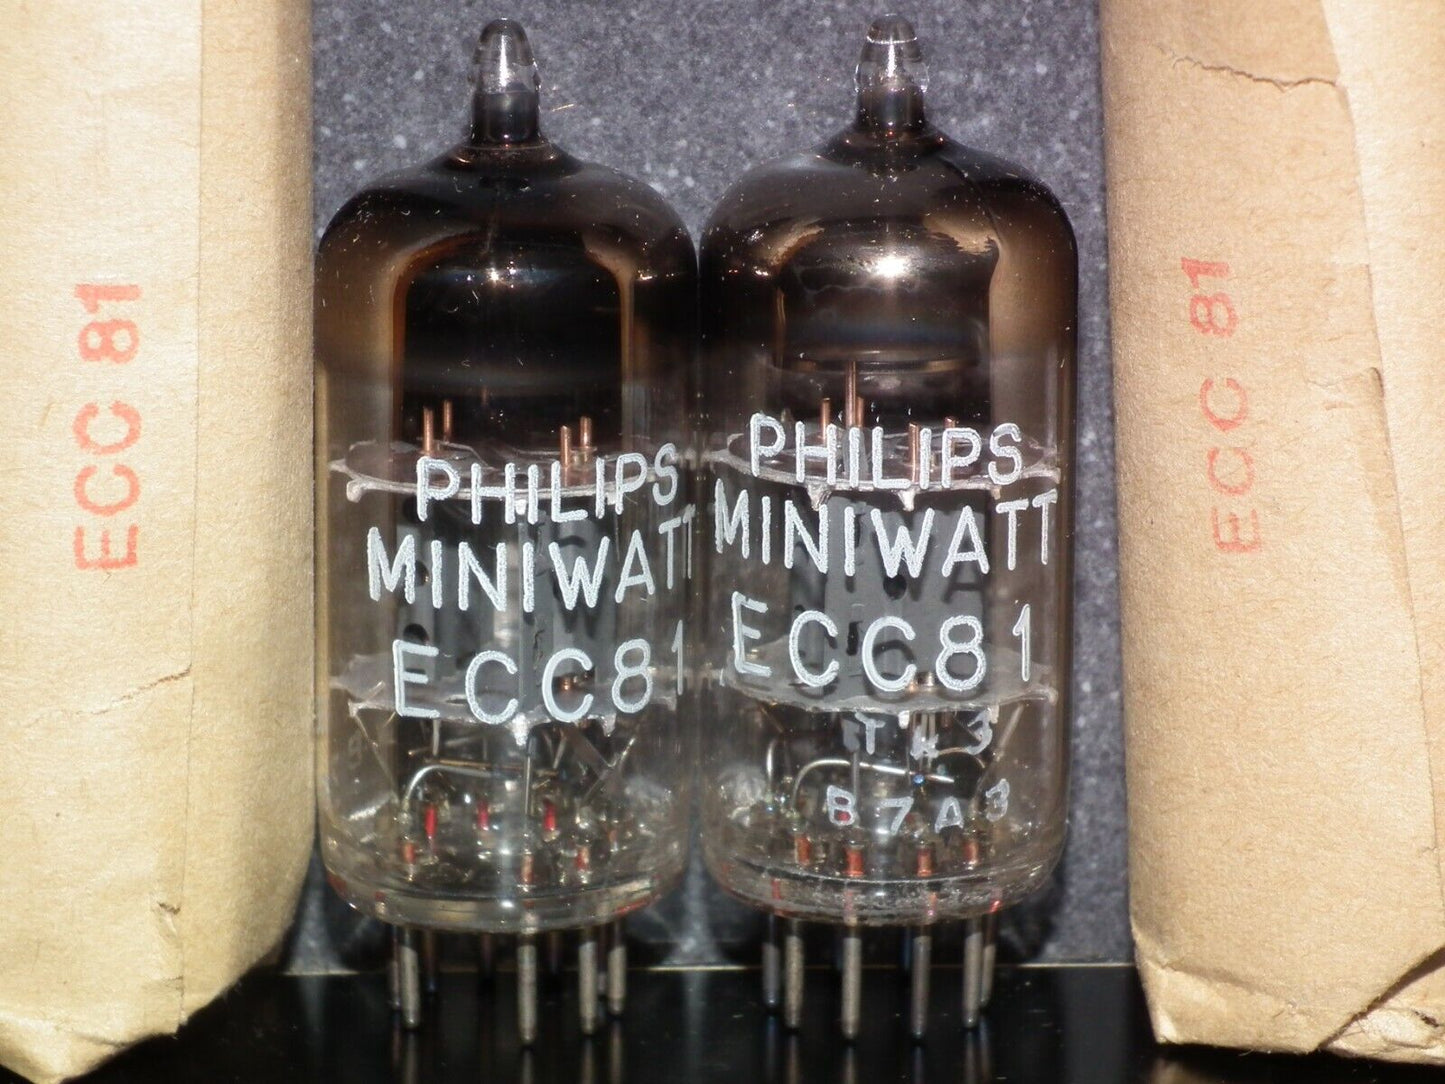 ECC 81
PHILIPS
MINIWATT
ECC81
PHILIPS
MINIWATT
ECC81
B7A3
ECC 81